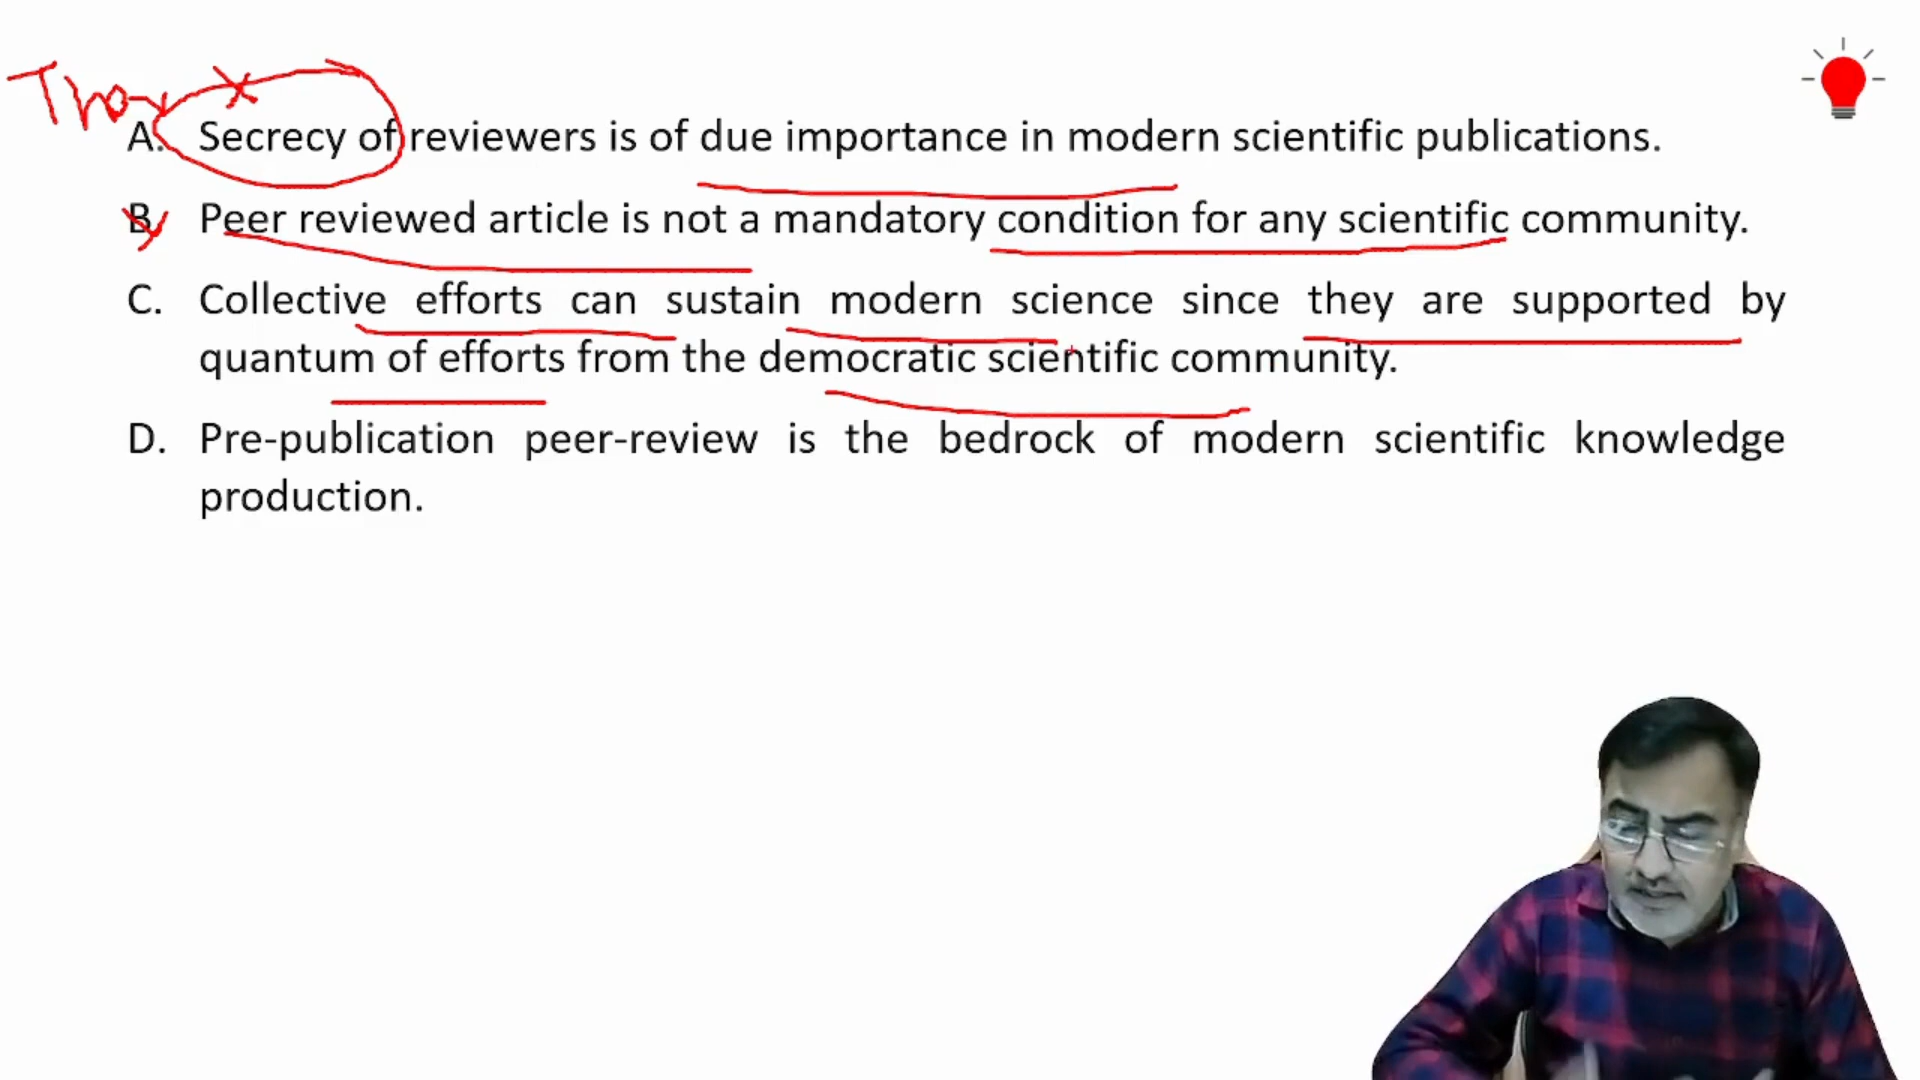 A. Secrecy of reviewers is of due importance in modern scientific publications.
B. Peer reviewed article is not a mandatory condition for any scientific community.
C. Collective efforts can sustain modern science since they are supported by
quantum of efforts from the democratic scientific community.
D. Pre-publication peer-review is the bedrock of modern scientific knowledge
production.